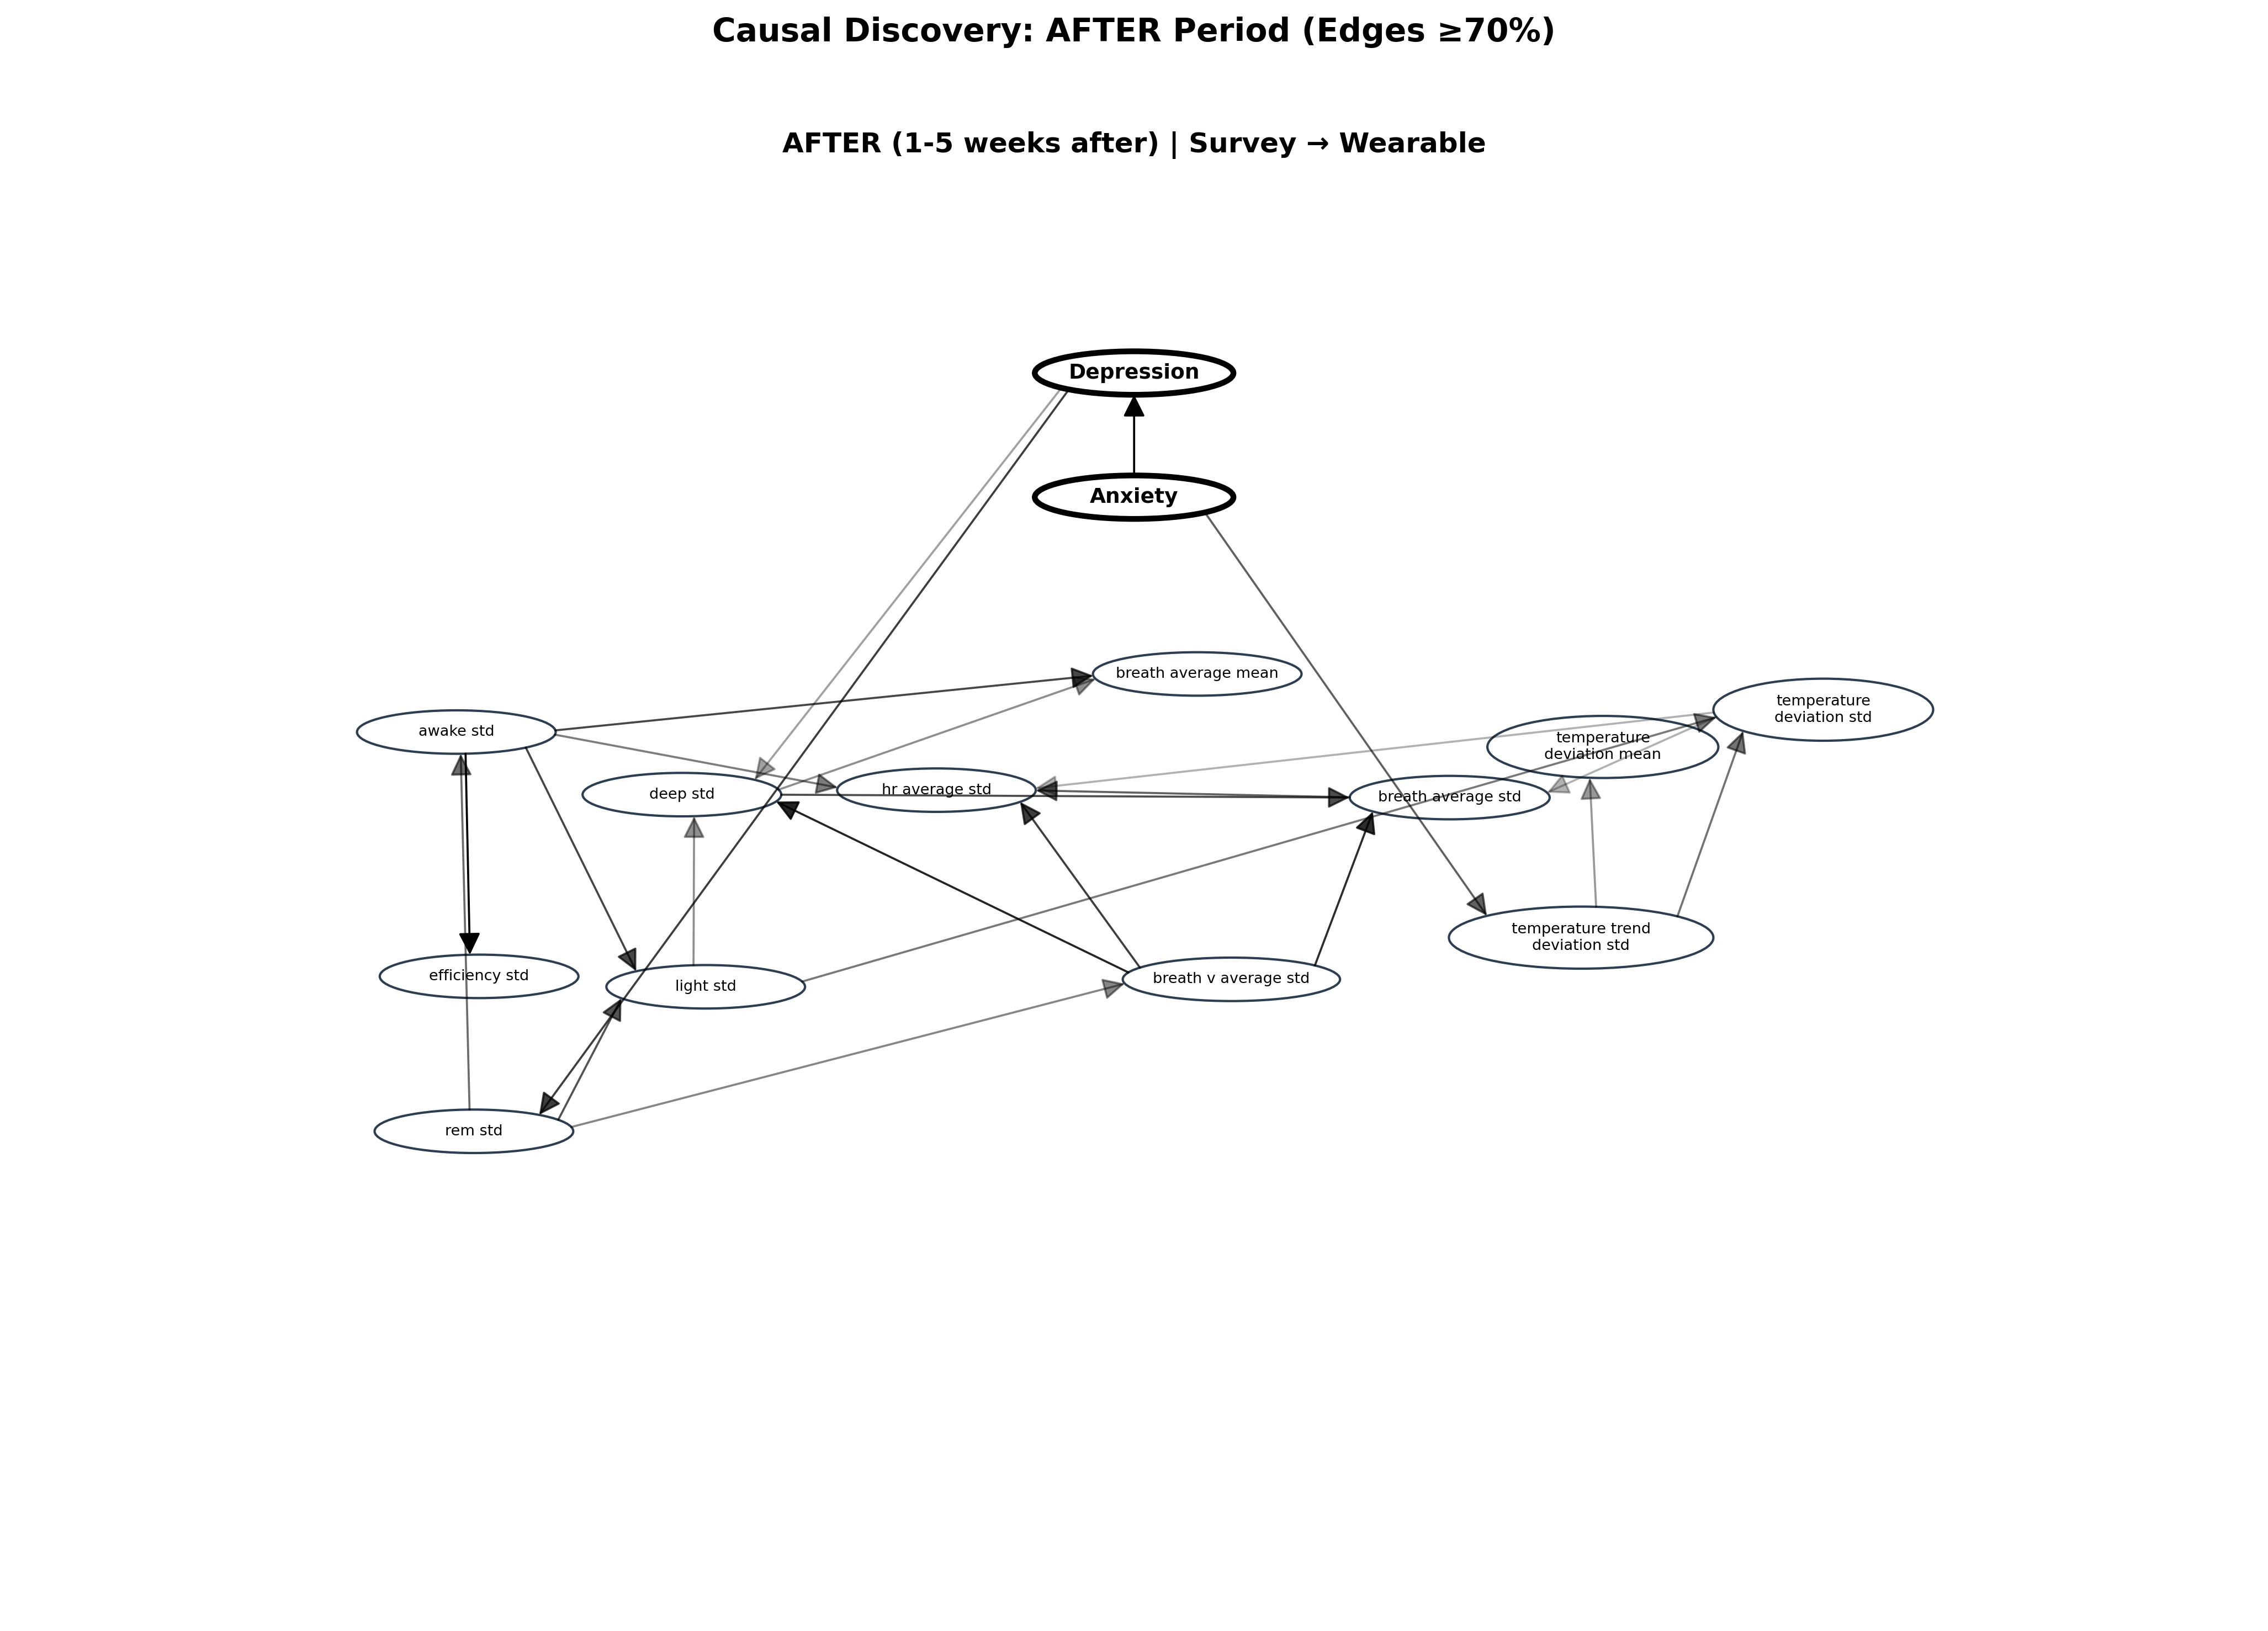 Causal Discovery: AFTER Period (Edges ≥70%)
AFTER (1-5 weeks after) | Survey → Wearable
Depression
Anxiety
breath average mean
temperature
deviation std
awake std
temperature
deviation mean
deep std
hr average std
breath average std
temperature trend
deviation std
efficiency std
light std
breath v average std
rem std